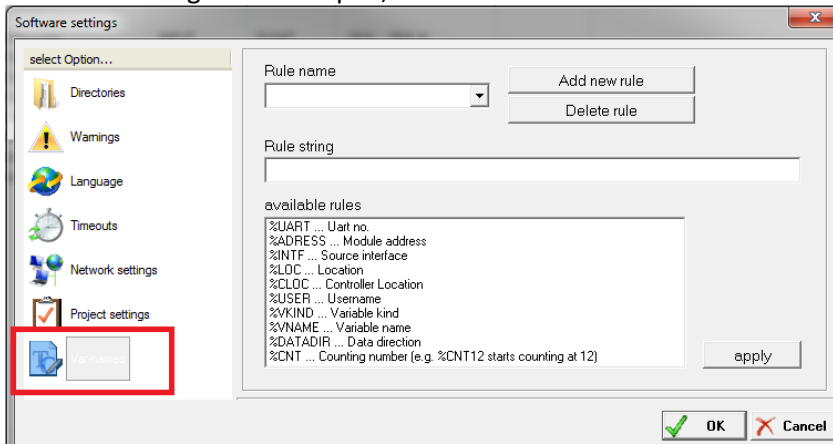 Software settings
select Option...
Directories
Warnings
Language
Timeouts
Network settings
Project settings
Var-names
Rule name
Add new rule
Delete rule
Rule string
available rules
%UART ... Uart no.
%ADRESS ... Module address
%INTF ... Source interface
%LOC ... Location
%CLOC ... Controller Location
%USER ... Username
%VKIND ... Variable kind
%VNAME ... Variable name
%DATADIR ... Data direction
%CNT ... Counting number (e.g. %CNT12 starts counting at 12)
apply
OK
Cancel